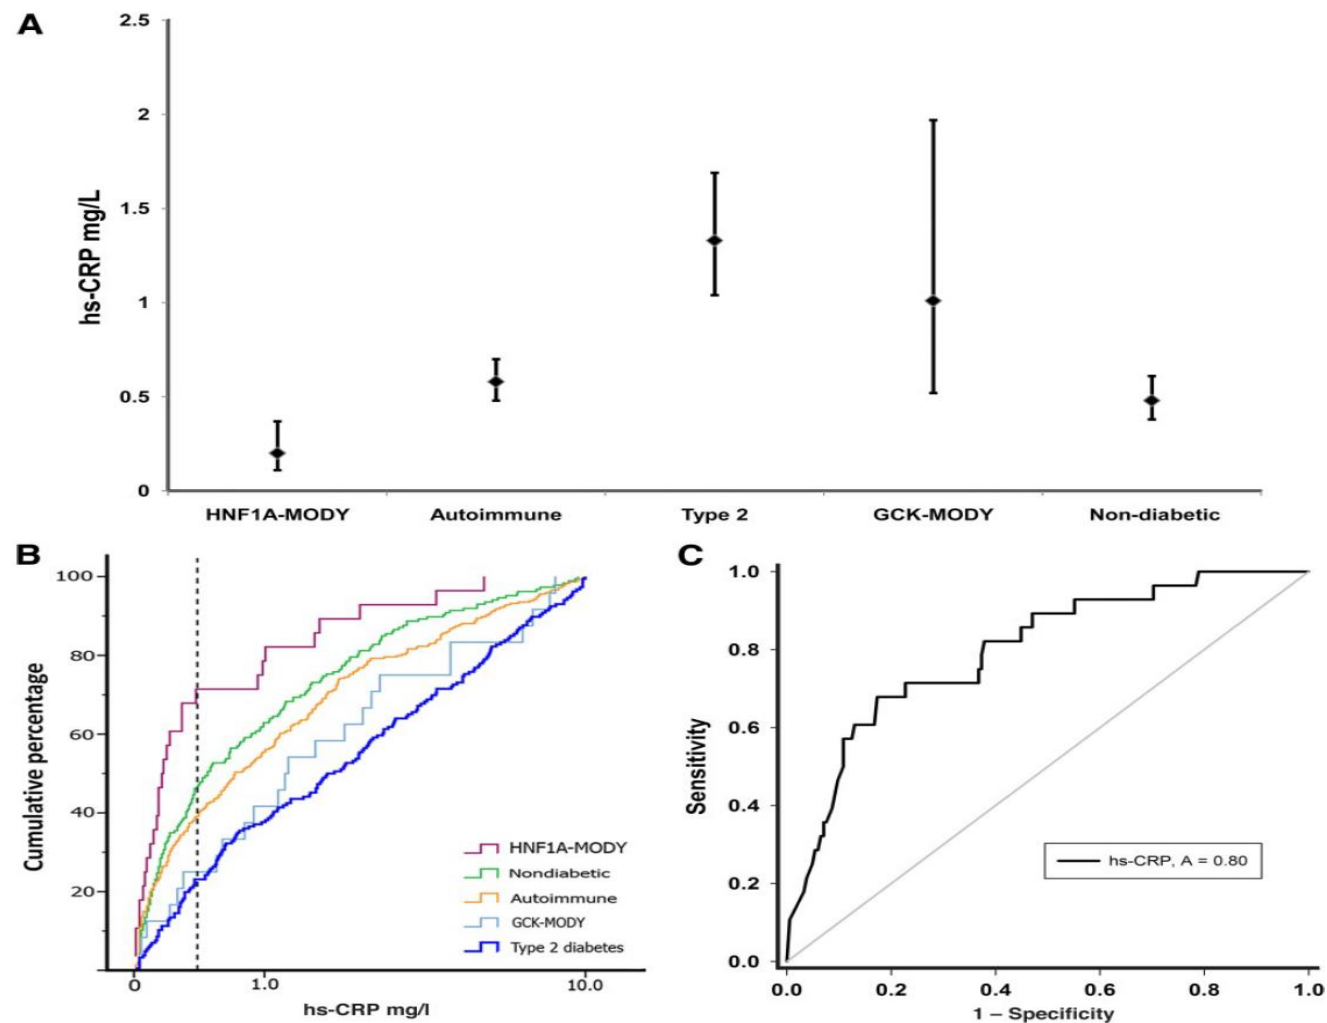 A
2.5
2
1.5
1
0.5
0
hs-CRP mg/L
HNF1A-MODY Autoimmune Type 2 GCK-MODY Non-diabetic
B
100
80
60
40
20
Cumulative percentage
HNF1A-MODY
Nondiabetic
Autoimmune
GCK-MODY
Type 2 diabetes
0 1.0 10.0
hs-CRP mg/l
C
1.0
0.8
0.6
0.4
0.2
0.0
Sensitivity
hs-CRP, A = 0.80
0.0 0.2 0.4 0.6 0.8 1.0
1 – Specificity